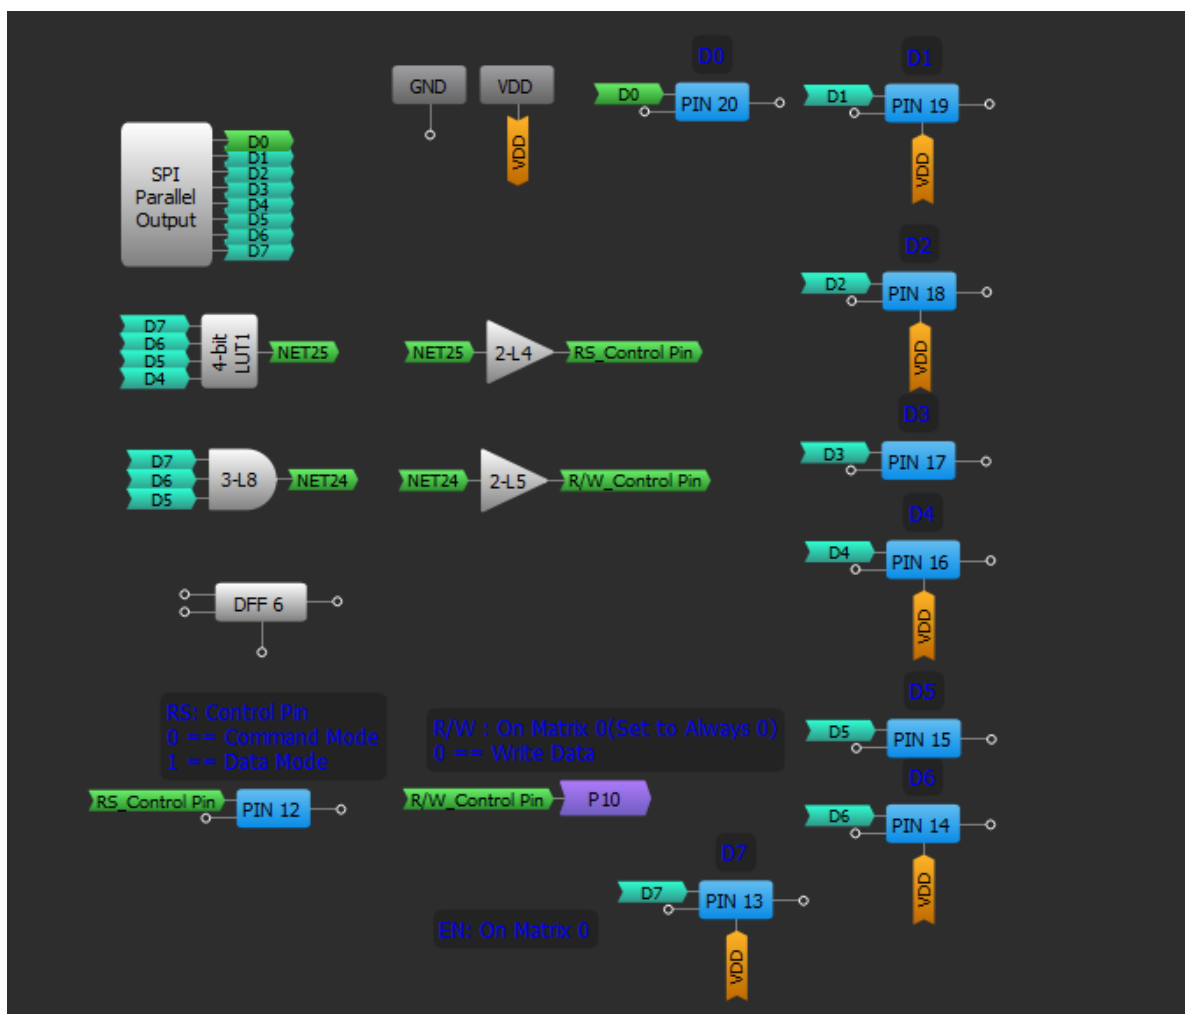 D0
D1
GND
VDD
D0
PIN 20
D1
PIN 19
VDD
VDD
SPI
Parallel
Output
D0
D1
D2
D3
D4
D5
D6
D7
D2
D2
PIN 18
VDD
D7
D6
D5
D4
4-bit
LUT1
NET25
NET25
2-L4
RS_Control Pin
D3
D3
PIN 17
D7
D6
D5
3-L8
NET24
NET24
2-L5
R/W_Control Pin
D4
D4
PIN 16
VDD
DFF 6
RS: Control Pin
0 == Command Mode
1 == Data Mode
R/W : On Matrix 0(Set to Always 0)
0 == Write Data
D5
D5
PIN 15
D6
RS_Control Pin
PIN 12
R/W_Control Pin
P10
D6
PIN 14
VDD
D7
D7
PIN 13
VDD
EN: On Matrix 0